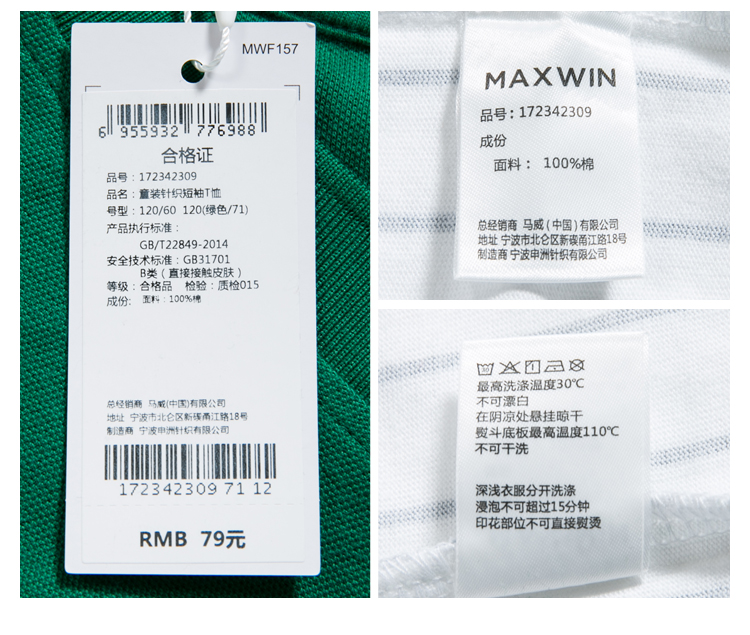 MWF157
6 955932 776988
合格证
品号：172342309
品名：童装针织短袖T恤
号型：120/60 120(绿色/71)
产品执行标准：
GB/T22849-2014
安全技术标准：GB31701
B类（直接接触皮肤）
等级：合格品 检验：质检015
成份: 面料：100%棉
总经销商 马威(中国)有限公司
地址 宁波市北仑区新碶甬江路18号
制造商 宁波申洲针织有限公司
172342309 71 12
RMB 79元
MAXWIN
品号: 172342309
成份
面料： 100%棉
总经销商 马威（中国）有限公司
地址 宁波市北仑区新碶甬江路18号
制造商 宁波申洲针织有限公司
最高洗涤温度30℃
不可漂白
在阴凉处悬挂晾干
熨斗底板最高温度110℃
不可干洗
深浅衣服分开洗涤
浸泡不可超过15分钟
印花部位不可直接熨烫